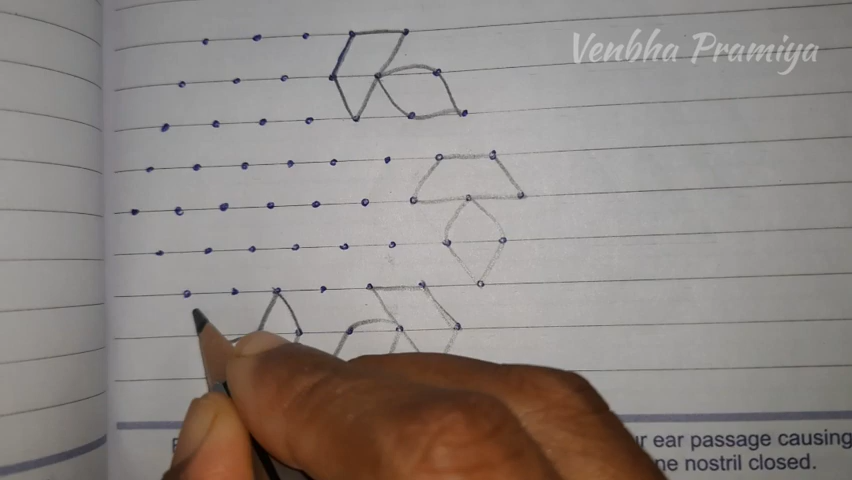 Venbha Pramiya
ur ear passage causing
ne nostril closed.